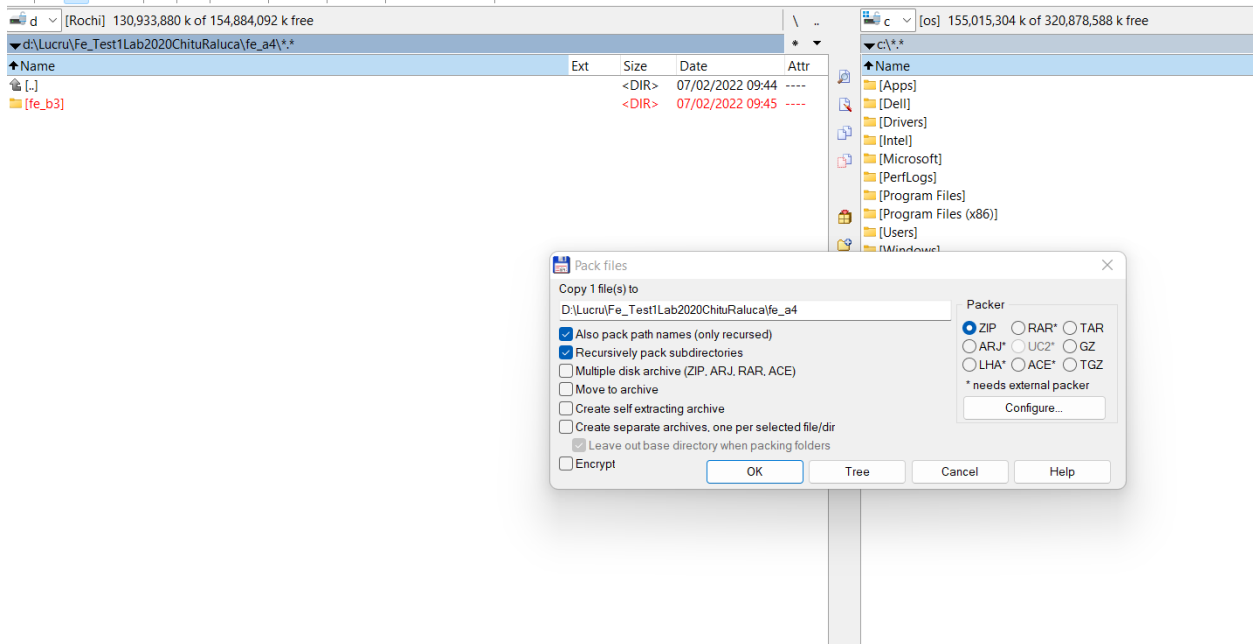 d [Rochi] 130,933,880 k of 154,884,092 k free \ ..
d:\Lucru\Fe_Test1Lab2020ChituRaluca\fe_a4\*.* *
Name Ext Size Date Attr
[..] <DIR> 07/02/2022 09:44 ----
[fe_b3] <DIR> 07/02/2022 09:45 ----
c [os] 155,015,304 k of 320,878,588 k free
c:\*.*
Name
[Apps]
[Dell]
[Drivers]
[Intel]
[Microsoft]
[PerfLogs]
[Program Files]
[Program Files (x86)]
[Users]
[Windows]
Pack files
Copy 1 file(s) to
D:\Lucru\Fe_Test1Lab2020ChituRaluca\fe_a4
Also pack path names (only recursed)
Recursively pack subdirectories
Multiple disk archive (ZIP, ARJ, RAR, ACE)
Move to archive
Create self extracting archive
Create separate archives, one per selected file/dir
Leave out base directory when packing folders
Encrypt
Packer
ZIP RAR* TAR
ARJ* UC2* GZ
LHA* ACE* TGZ
* needs external packer
Configure...
OK Tree Cancel Help